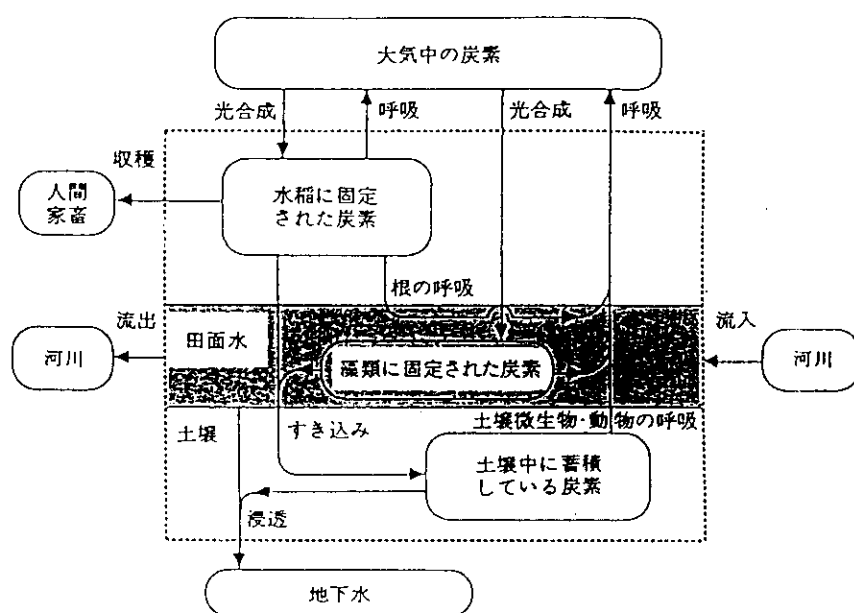 大気中の炭素
光合成
呼吸
光合成
呼吸
収穫
人間
家畜
水稲に固定
された炭素
根の呼吸
流出
田面水
流入
河川
藻類に固定された炭素
河川
土壌
すき込み
土壌微生物・動物の呼吸
土壌中に蓄積
している炭素
浸透
地下水